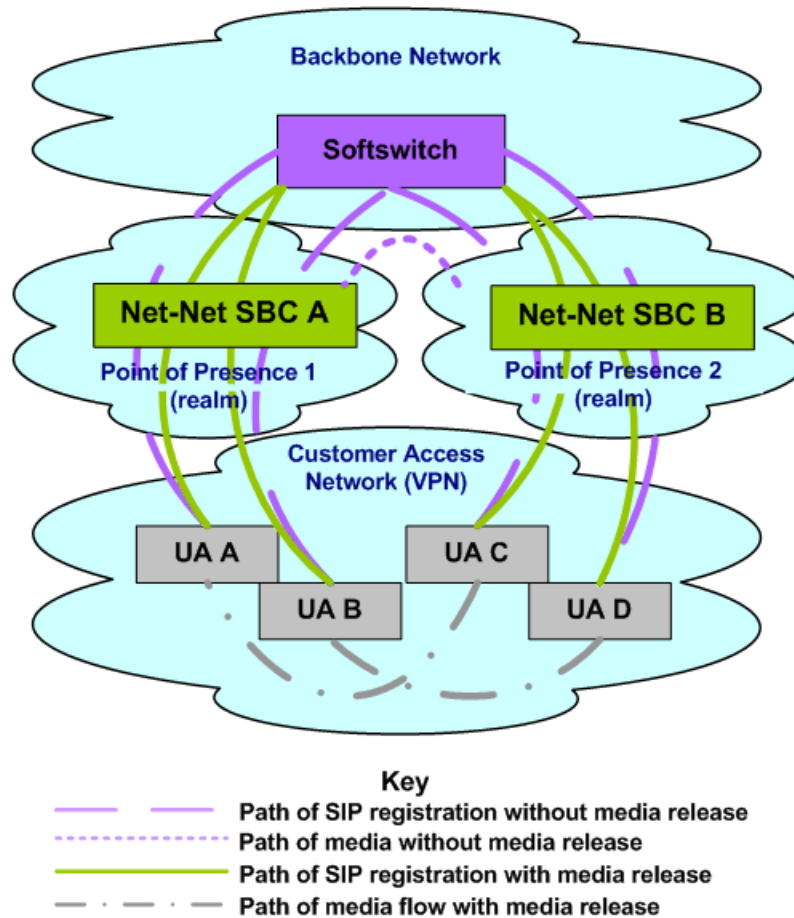 Backbone Network
Softswitch
Net-Net SBC A
Net-Net SBC B
Point of Presence 1
(realm)
Point of Presence 2
(realm)
Customer Access
Network (VPN)
UA A
UA C
UA B
UA D
Key
Path of SIP registration without media release
Path of media without media release
Path of SIP registration with media release
Path of media flow with media release